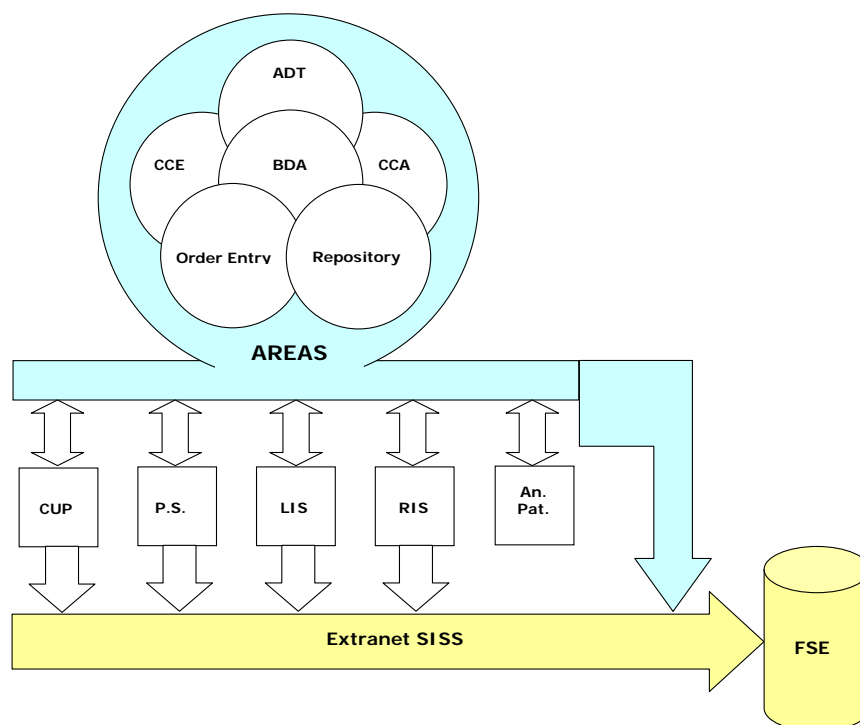 ADT
CCE
BDA
CCA
Order Entry
Repository
AREAS
CUP
P.S.
LIS
RIS
An.
Pat.
Extranet SISS
FSE